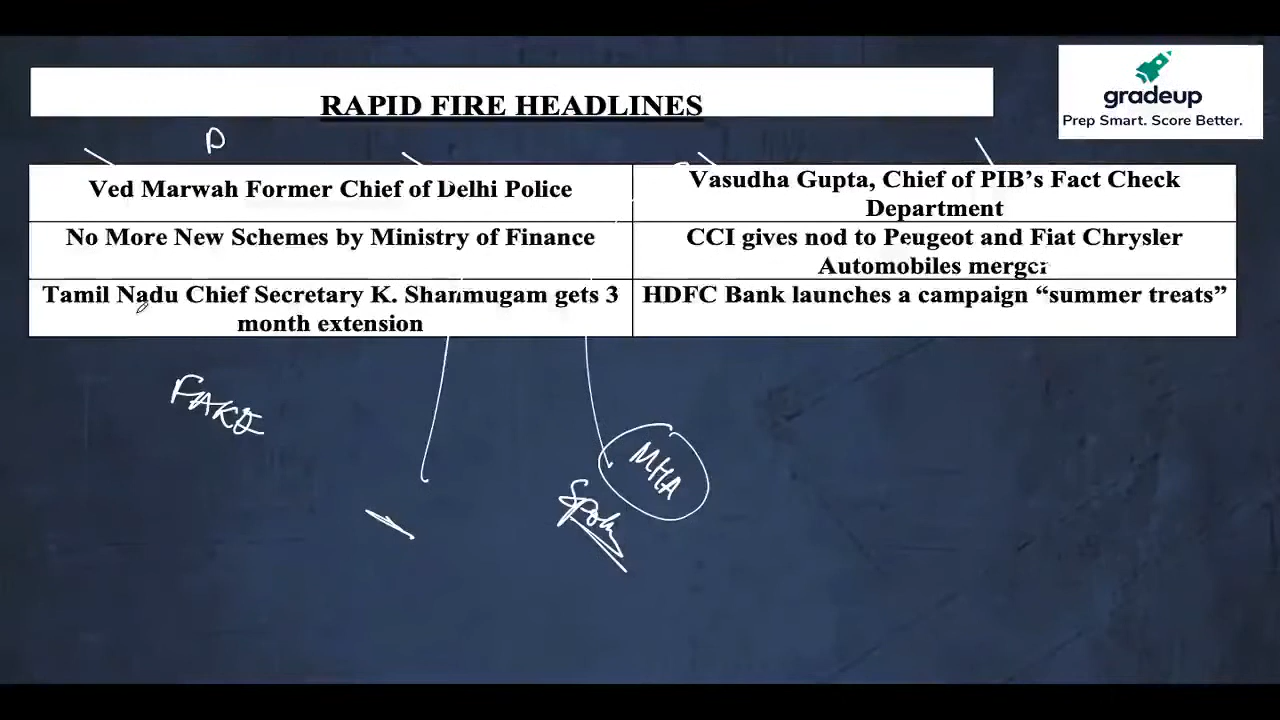 RAPID FIRE HEADLINES
gradeup
Prep Smart. Score Better.
P
Ved Marwah Former Chief of Delhi Police
Vasudha Gupta, Chief of PIB's Fact Check
Department
No More New Schemes by Ministry of Finance
CCI gives nod to Peugeot and Fiat Chrysler
Automobiles merger
Tamil Nadu Chief Secretary K. Shanmugam gets 3
month extension
HDFC Bank launches a campaign “summer treats”
FAKE
MHA